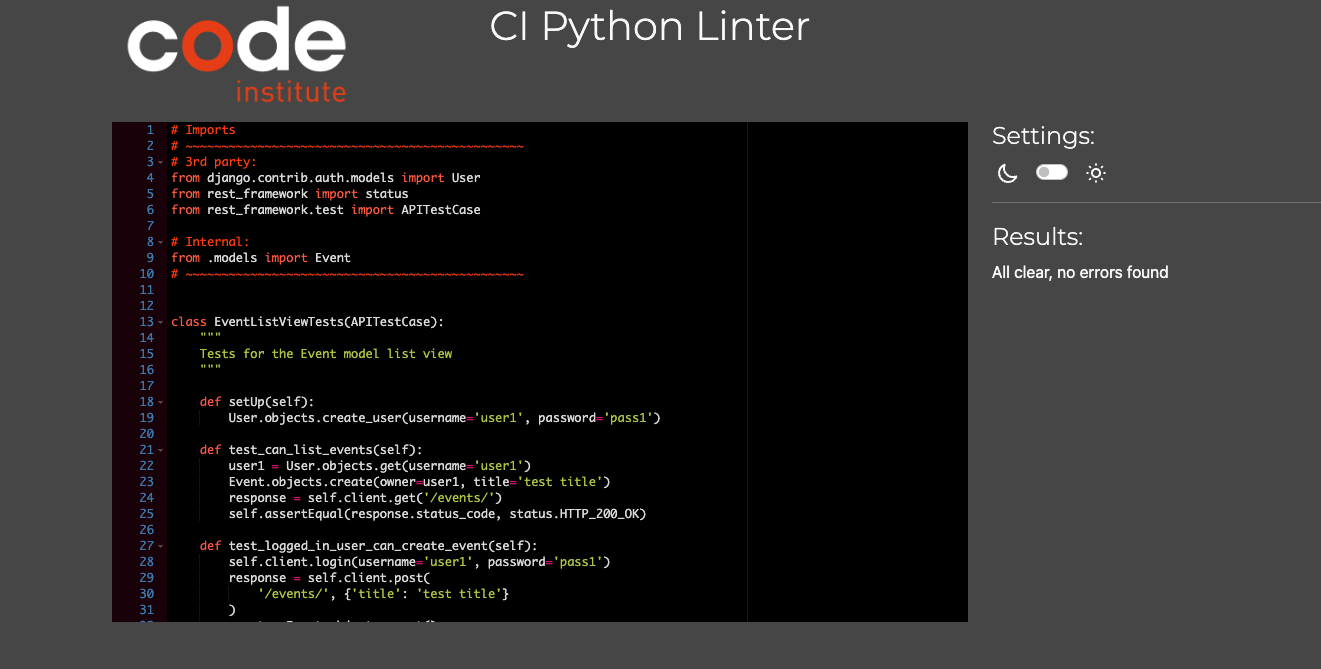 code
institute
CI Python Linter
1 # Imports
2 # ~~~~~~~~~~~~~~~~~~~~~~~~~~~~~~~~~~~~~~~~~~~~~~~
3 # 3rd party:
4 from django.contrib.auth.models import User
5 from rest_framework import status
6 from rest_framework.test import APITestCase
7
8 # Internal:
9 from .models import Event
10 # ~~~~~~~~~~~~~~~~~~~~~~~~~~~~~~~~~~~~~~~~~~~~~~~
11
12
13 class EventListViewTests(APITestCase):
14     """
15     Tests for the Event model list view
16     """
17
18     def setUp(self):
19         User.objects.create_user(username='user1', password='pass1')
20
21     def test_can_list_events(self):
22         user1 = User.objects.get(username='user1')
23         Event.objects.create(owner=user1, title='test title')
24         response = self.client.get('/events/')
25         self.assertEqual(response.status_code, status.HTTP_200_OK)
26
27     def test_logged_in_user_can_create_event(self):
28         self.client.login(username='user1', password='pass1')
29         response = self.client.post(
30             '/events/', {'title': 'test title'}
31         )
Settings:
Results:
All clear, no errors found